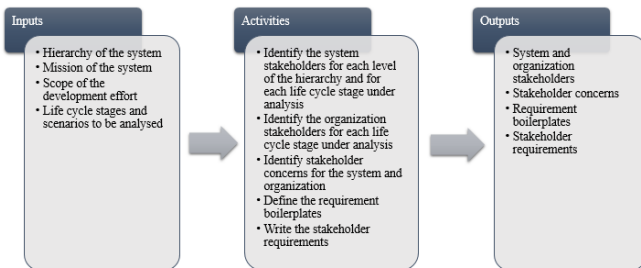 Inputs
• Hierarchy of the system
• Mission of the system
• Scope of the
development effort
• Life cycle stages and
scenarios to be analysed
Activities
• Identify the system
stakeholders for each level
of the hierarchy and for
each life cycle stage under
analysis
• Identify the organization
stakeholders for each life
cycle stage under analysis
• Identify stakeholder
concerns for the system and
organization
• Define the requirement
boilerplates
• Write the stakeholder
requirements
Outputs
• System and
organization
stakeholders
• Stakeholder concerns
• Requirement
boilerplates
• Stakeholder
requirements